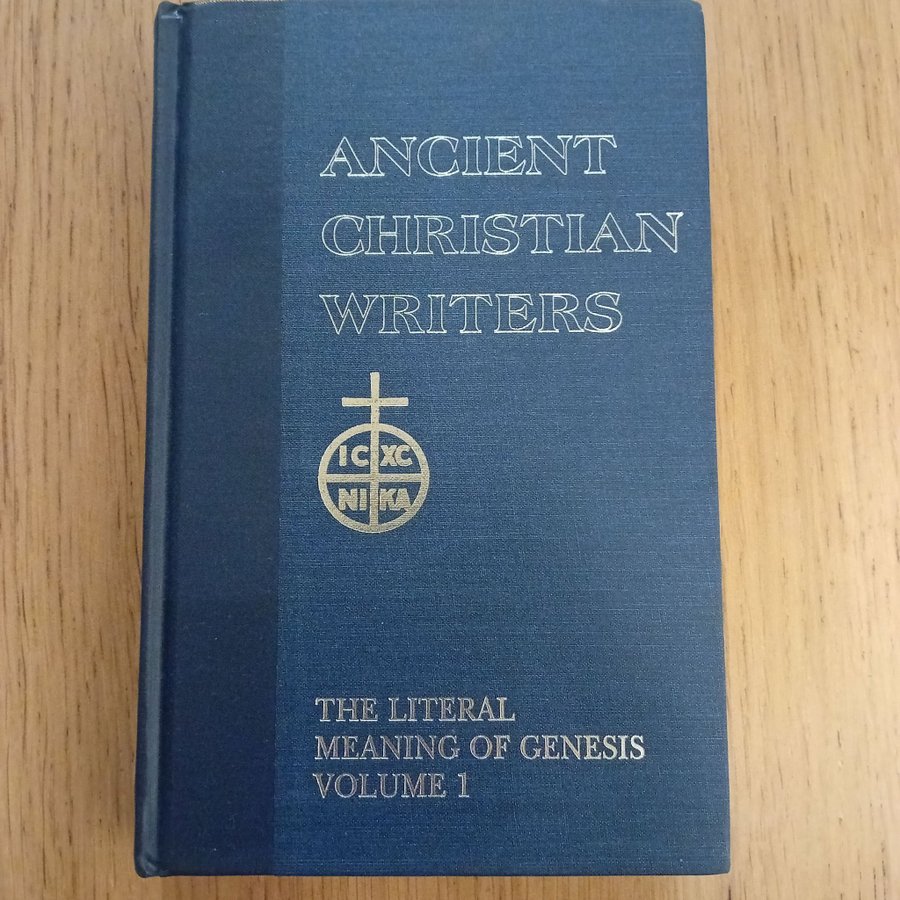 ANCIENT
CHRISTIAN
WRITERS
IC XC
NI KA
THE LITERAL
MEANING OF GENESIS
VOLUME 1